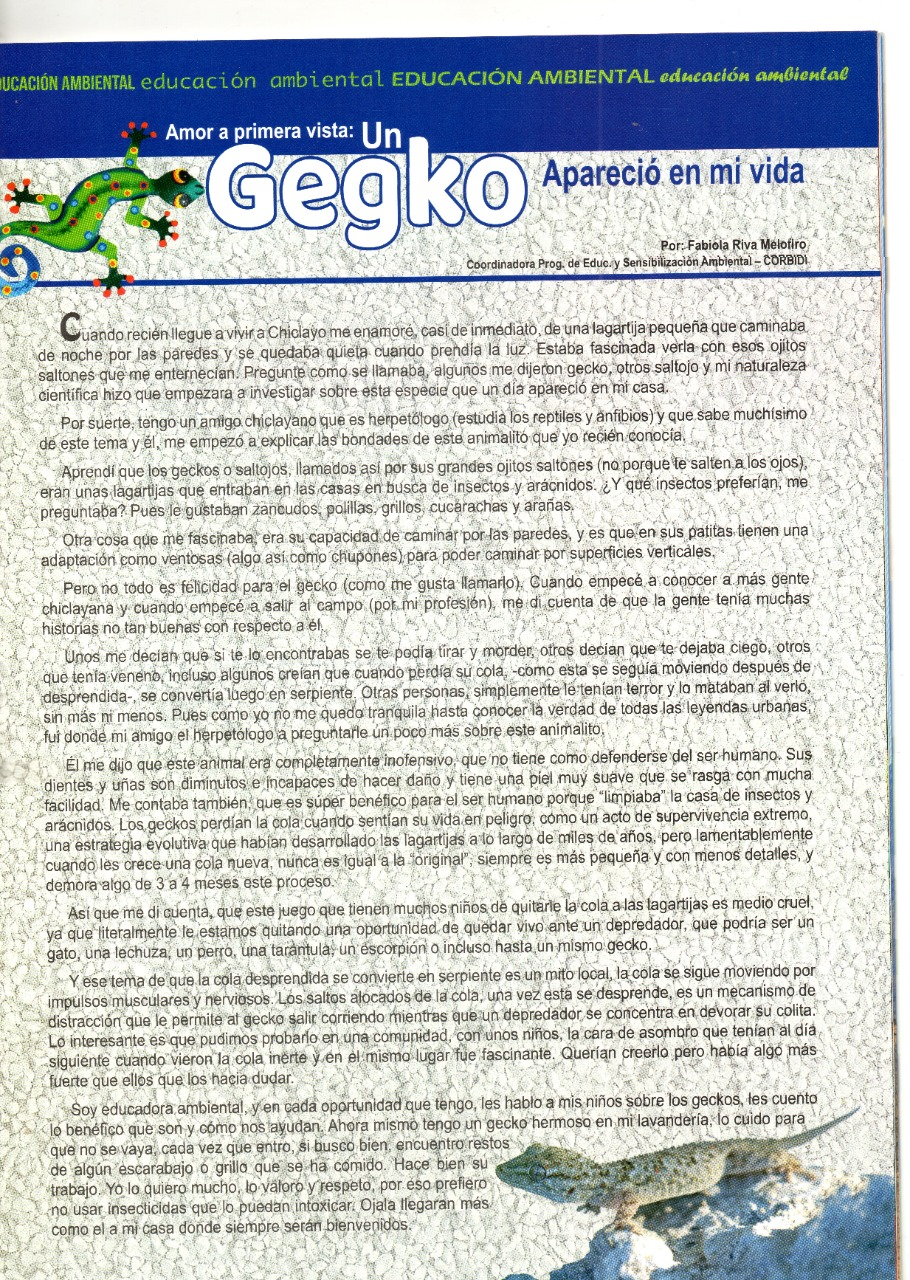 EDUCACIÓN AMBIENTAL educación ambiental EDUCACIÓN AMBIENTAL educación ambiental
Amor a primera vista: Un
Gegko Apareció en mi vida
Por: Fabiola Riva Melofiro
Coordinadora Prog. de Educ. y Sensibilización Ambiental – CORBIDI
Cuando recién llegue a vivir a Chiclayo me enamoré, casi de inmediato, de una lagartija pequeña que caminaba
de noche por las paredes y se quedaba quieta cuando prendía la luz. Estaba fascinada verla con esos ojitos
saltones que me enternecían. Pregunte cómo se llamaba, algunos me dijeron gecko, otros saltojo y mi naturaleza
científica hizo que empezara a investigar sobre esta especie que un día apareció en mi casa.
Por suerte, tengo un amigo chiclayano que es herpetólogo (estudia los reptiles y anfibios) y que sabe muchísimo
de este tema y él, me empezó a explicar las bondades de este animalito que yo recién conocía.
Aprendí que los geckos o saltojos, llamados así por sus grandes ojitos saltones (no porque te salten a los ojos),
eran unas lagartijas que entraban en las casas en busca de insectos y arácnidos. ¿Y qué insectos preferían, me
preguntaba? Pues le gustaban zancudos, polillas, grillos, cucarachas y arañas.
Otra cosa que me fascinaba, era su capacidad de caminar por las paredes, y es que en sus patitas tienen una
adaptación como ventosas (algo así como chupones) para poder caminar por superficies verticales.
Pero no todo es felicidad para el gecko (como me gusta llamarlo). Cuando empecé a conocer a más gente
chiclayana y cuando empecé a salir al campo (por mi profesión), me di cuenta de que la gente tenía muchas
historias no tan buenas con respecto a él.
Unos me decían que si te lo encontrabas se te podía tirar y morder, otros decían que te dejaba ciego, otros
que tenía veneno, incluso algunos creían que cuando perdía su cola, -como esta se seguía moviendo después de
desprendida-, se convertía luego en serpiente. Otras personas, simplemente le tenían terror y lo mataban al verlo,
sin más ni menos. Pues como yo no me quedo tranquila hasta conocer la verdad de todas las leyendas urbanas,
fui donde mi amigo el herpetólogo a preguntarle un poco más sobre este animalito.
Él me dijo que este animal era completamente inofensivo, que no tiene como defenderse del ser humano. Sus
dientes y uñas son diminutos e incapaces de hacer daño y tiene una piel muy suave que se rasga con mucha
facilidad. Me contaba también, que es súper benéfico para el ser humano porque "limpiaba" la casa de insectos y
arácnidos. Los geckos perdían la cola cuando sentían su vida en peligro, como un acto de supervivencia extremo,
una estrategia evolutiva que habían desarrollado las lagartijas a lo largo de miles de años, pero lamentablemente
cuando les crece una cola nueva, nunca es igual a la "original", siempre es más pequeña y con menos detalles, y
demora algo de 3 a 4 meses este proceso.
Así que me di cuenta, que este juego que tienen muchos niños de quitarle la cola a las lagartijas es medio cruel,
ya que literalmente le estamos quitando una oportunidad de quedar vivo ante un depredador, que podría ser un
gato, una lechuza, un perro, una tarántula, un escorpión o incluso hasta un mismo gecko.
Y ese tema de que la cola desprendida se convierte en serpiente es un mito local, la cola se sigue moviendo por
impulsos musculares y nerviosos. Los saltos alocados de la cola, una vez esta se desprende, es un mecanismo de
distracción que le permite al gecko salir corriendo mientras que un depredador se concentra en devorar su colita.
Lo interesante es que pudimos probarlo en una comunidad, con unos niños, la cara de asombro que tenían al día
siguiente cuando vieron la cola inerte y en el mismo lugar fue fascinante. Querían creerlo pero había algo más
fuerte que ellos que los hacía dudar.
Soy educadora ambiental, y en cada oportunidad que tengo, les hablo a mis niños sobre los geckos, les cuento
lo benéfico que son y cómo nos ayudan. Ahora mismo tengo un gecko hermoso en mi lavandería, lo cuido para
que no se vaya, cada vez que entro, si busco bien, encuentro restos
de algún escarabajo o grillo que se ha comido. Hace bien su
trabajo. Yo lo quiero mucho, lo valoro y respeto, por eso prefiero
no usar insecticidas que lo puedan intoxicar. Ojala llegaran más
como el a mi casa donde siempre serán bienvenidos.